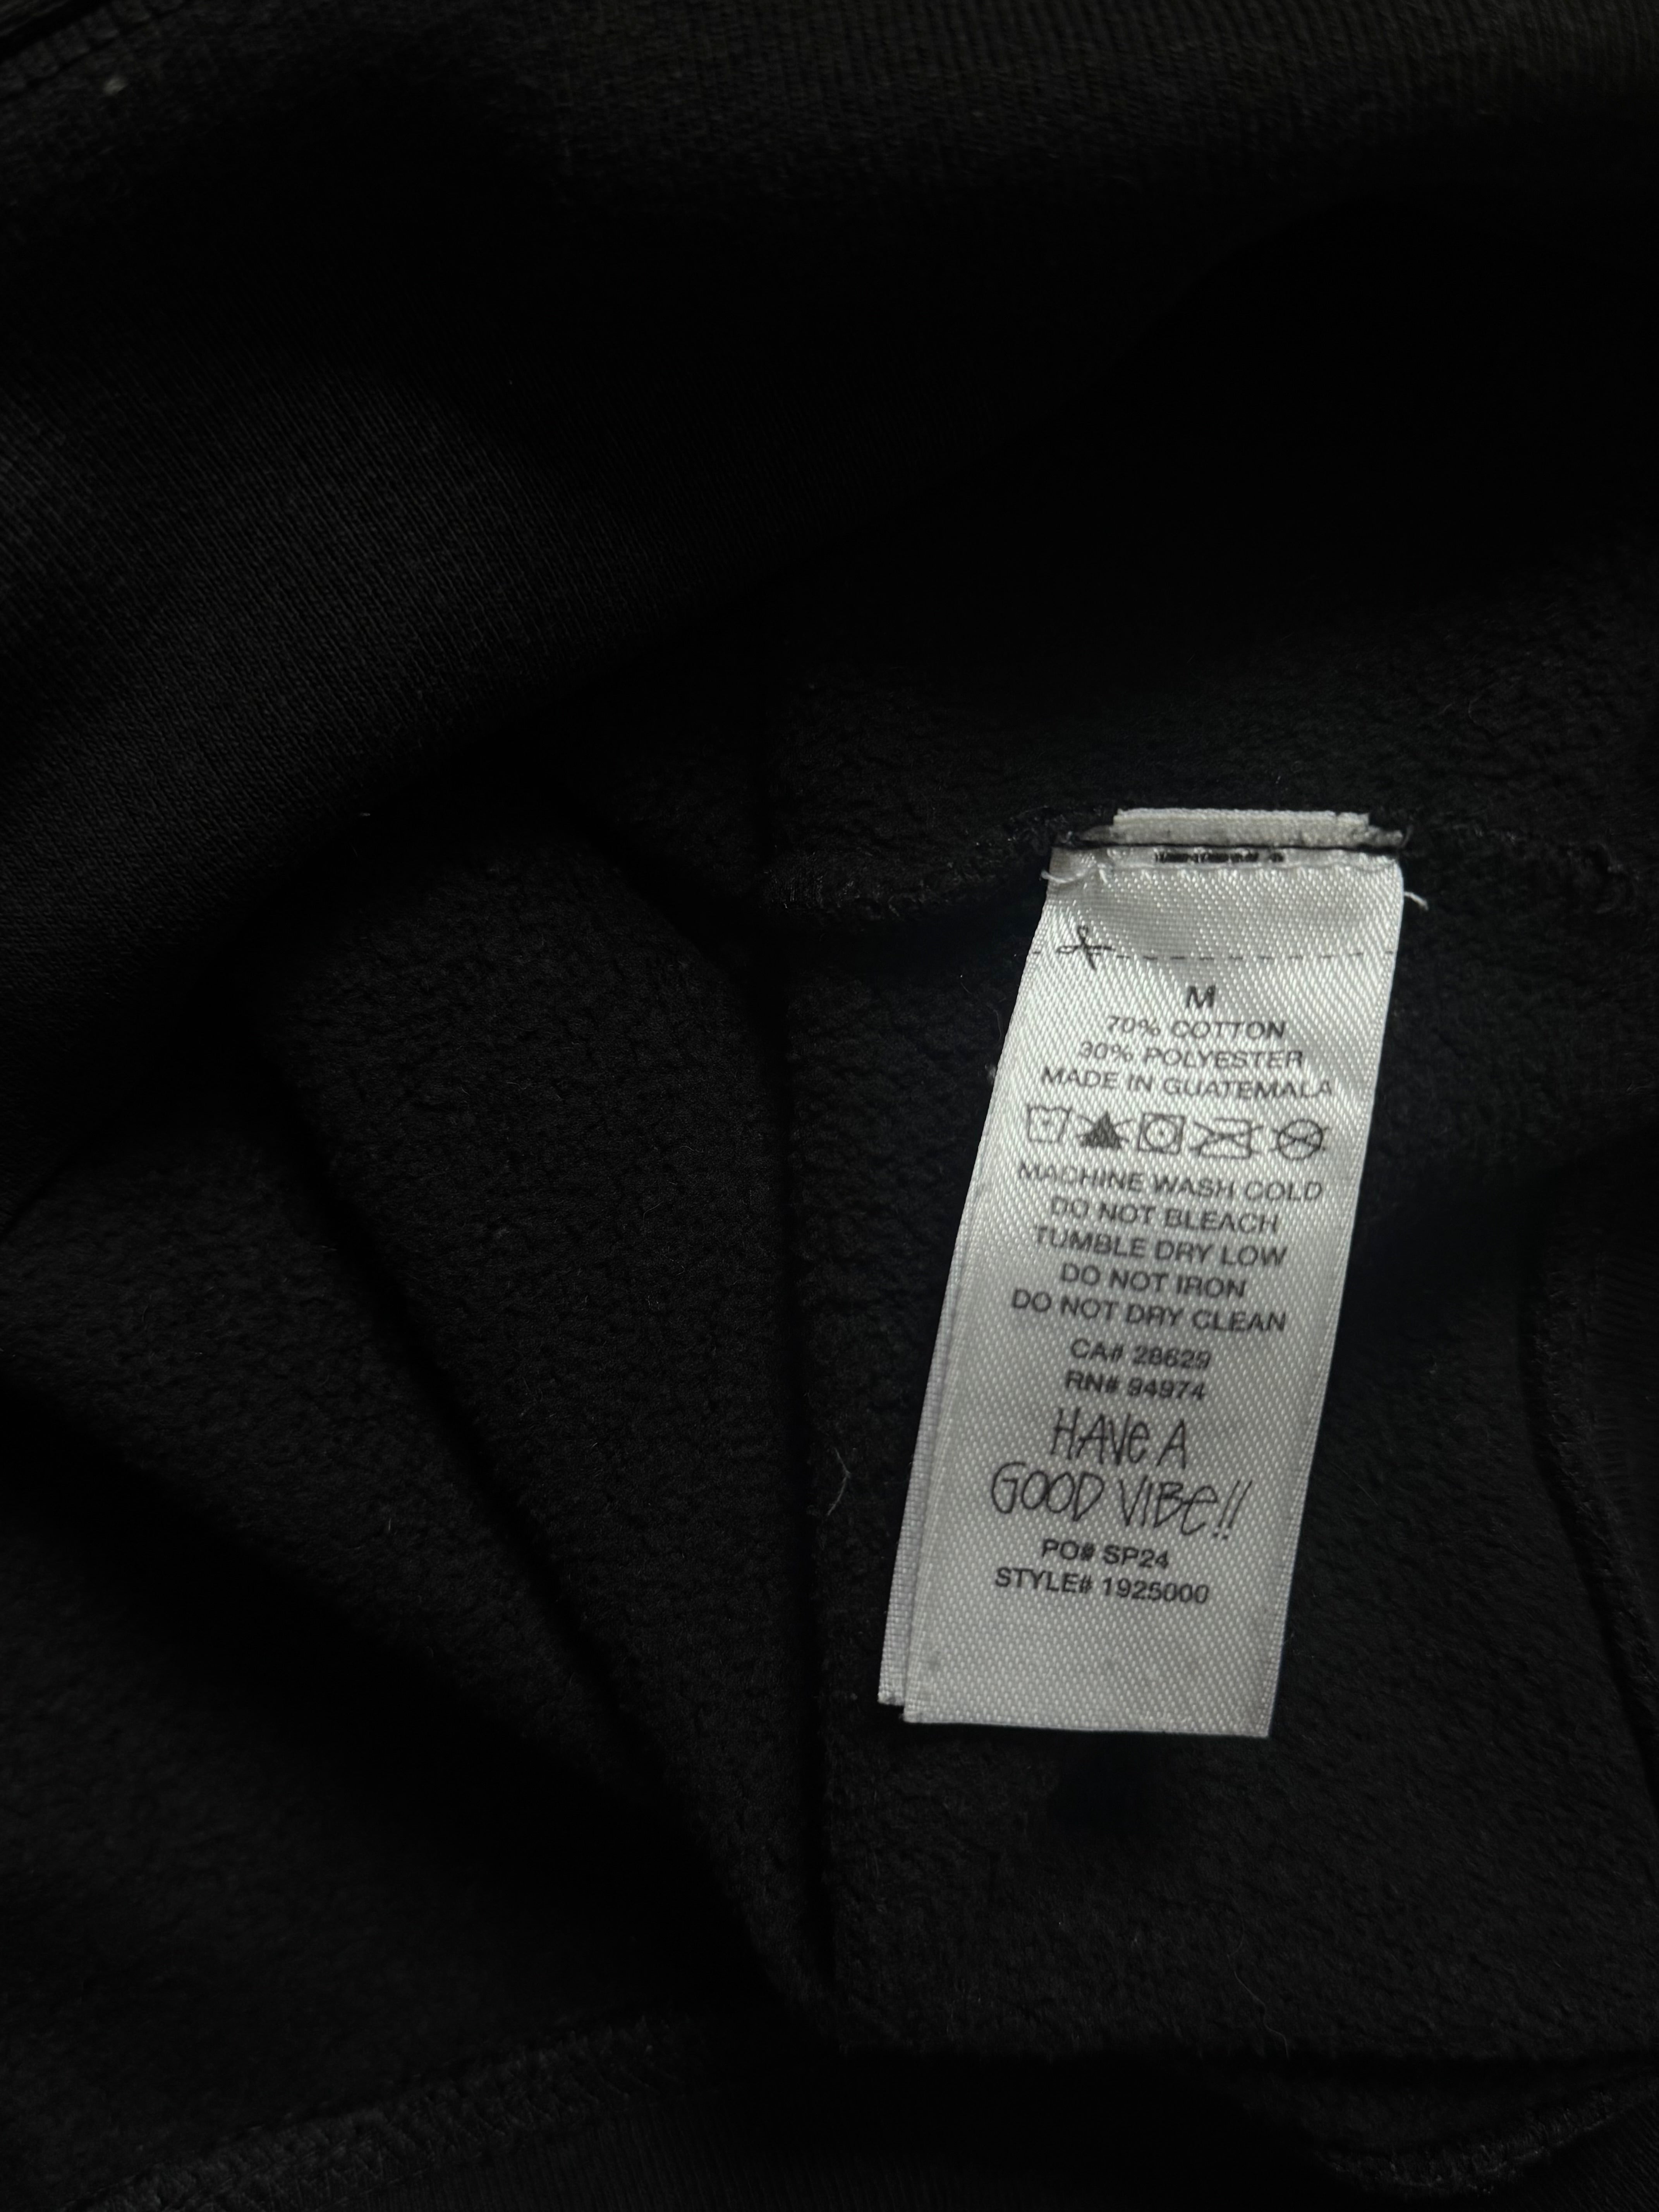 M
70% COTTON
30% POLYESTER
MADE IN GUATEMALA
MACHINE WASH COLD
DO NOT BLEACH
TUMBLE DRY LOW
DO NOT IRON
DO NOT DRY CLEAN
CA# 28629
RN# 94974
HAVe A
GOOD VIBe!!
PO# SP24
STYLE# 1925000